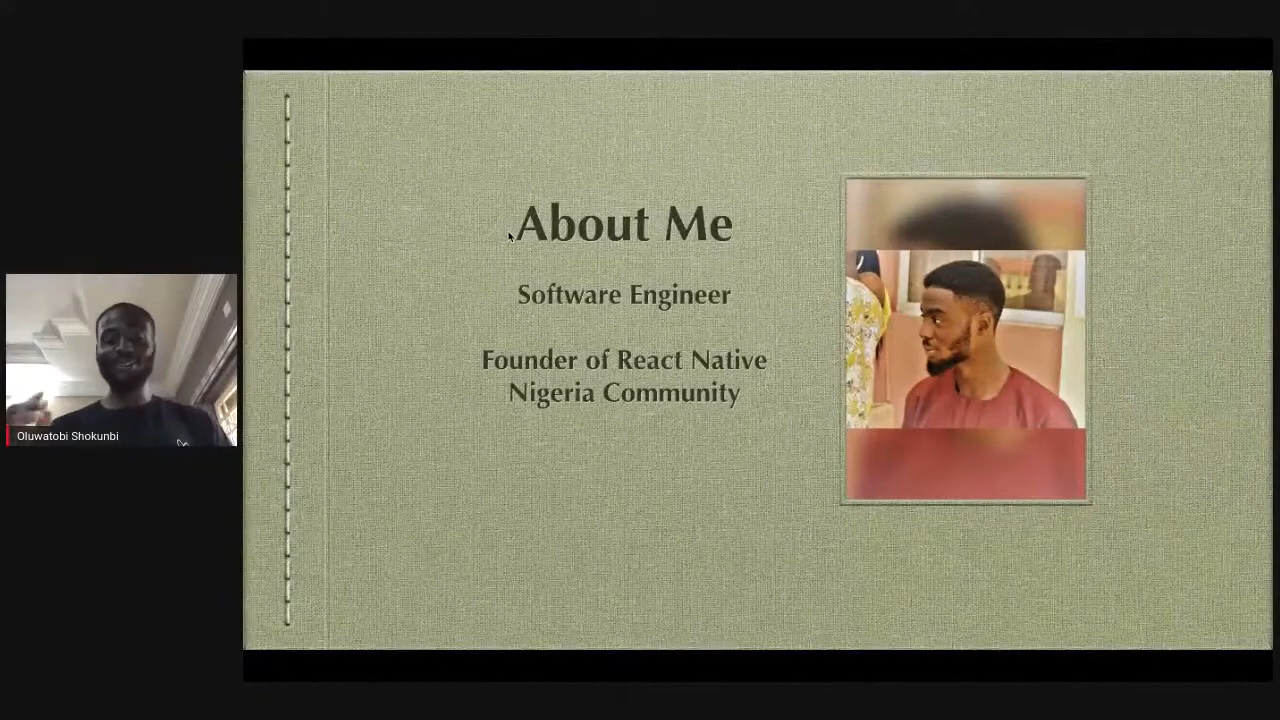 About Me
Software Engineer
Founder of React Native
Nigeria Community
Oluwatobi Shokunbi